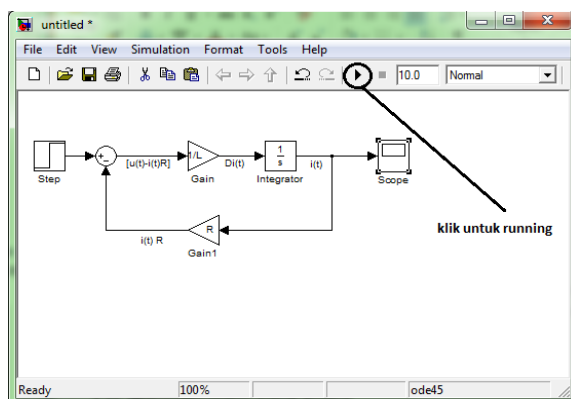 untitled *
File Edit View Simulation Format Tools Help
10.0 Normal
+
[u(t)-i(t)R] 1/L Di(t) 1
s i(t)
Step Gain Integrator Scope
R
i(t) R
Gain1
klik untuk running
Ready 100% ode45